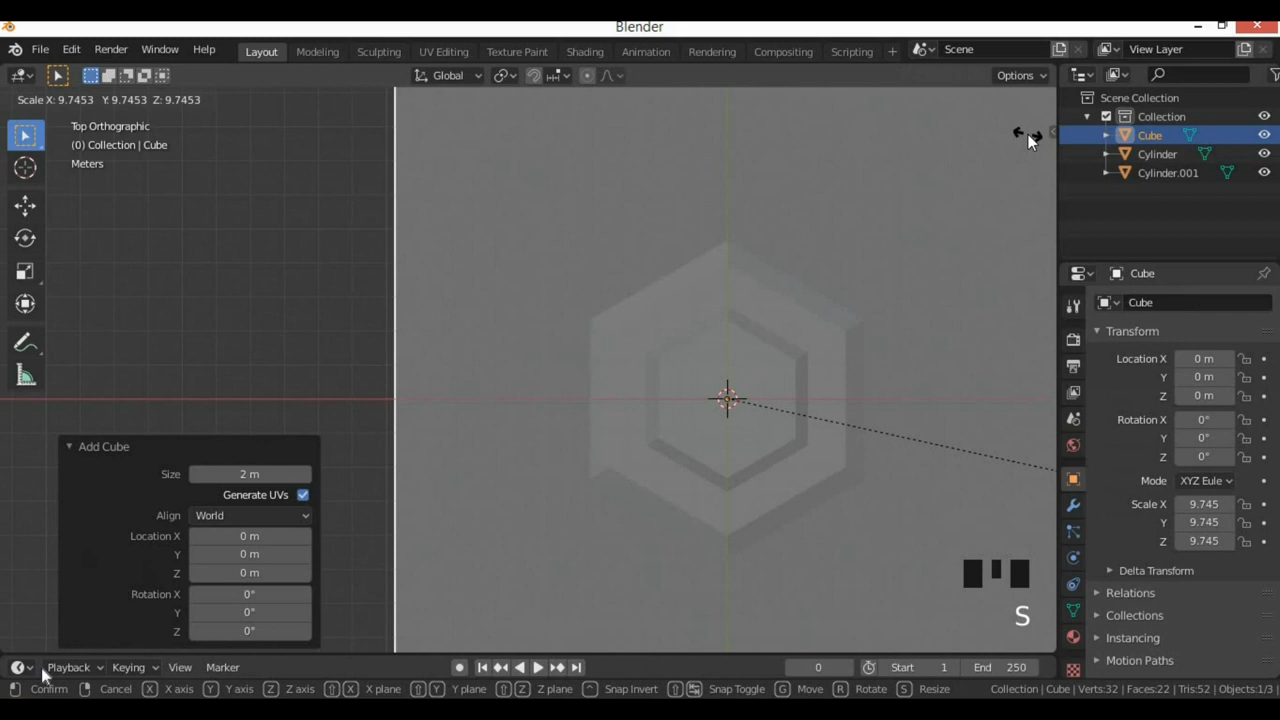 Blender
File Edit Render Window Help
Layout Modeling Sculpting UV Editing Texture Paint Shading Animation Rendering Compositing Scripting +
Scene
View Layer
Global
Options
Scale X: 9.7453 Y: 9.7453 Z: 9.7453
Top Orthographic
(0) Collection | Cube
Meters
Scene Collection
Collection
Cube
Cylinder
Cylinder.001
Cube
Cube
Transform
Location X 0 m
Y 0 m
Z 0 m
Rotation X 0°
Y 0°
Z 0°
Mode XYZ Eule
Scale X 9.745
Y 9.745
Z 9.745
Delta Transform
Relations
Collections
Instancing
Motion Paths
Add Cube
Size 2 m
Generate UVs
Align World
Location X 0 m
Y 0 m
Z 0 m
Rotation X 0°
Y 0°
Z 0°
S
Playback Keying View Marker
0 Start 1 End 250
Confirm Cancel X X axis Y Y axis Z Z axis X X plane Y Y plane Z Z plane Snap Invert Snap Toggle G Move R Rotate S Resize
Collection | Cube | Verts:32 | Faces:22 | Tris:52 | Objects:1/3